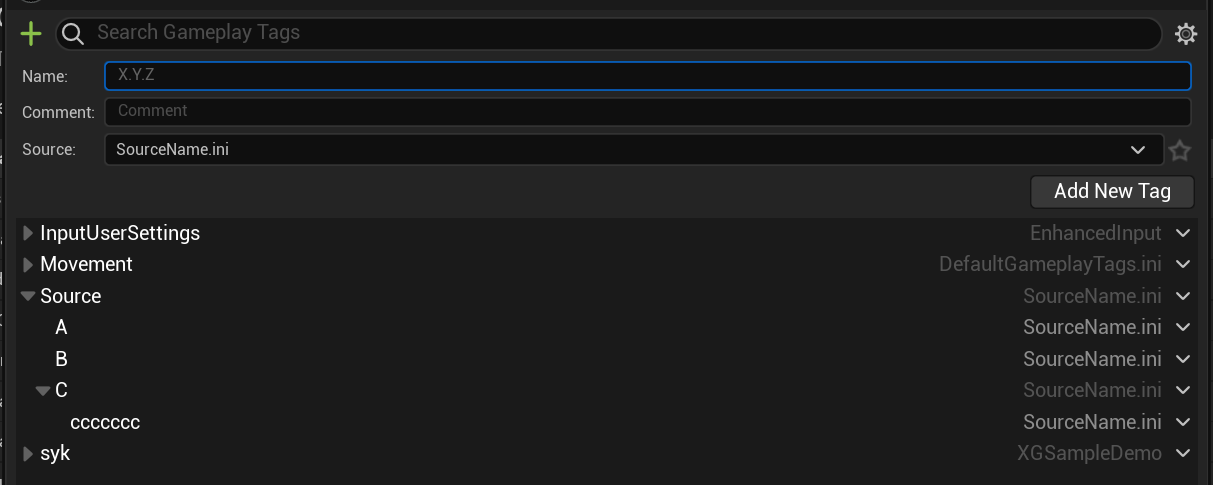 Search Gameplay Tags
Name: X.Y.Z
Comment: Comment
Source: SourceName.ini
Add New Tag
InputUserSettings EnhancedInput
Movement DefaultGameplayTags.ini
Source SourceName.ini
A SourceName.ini
B SourceName.ini
C SourceName.ini
ccccccc SourceName.ini
syk XGSampleDemo